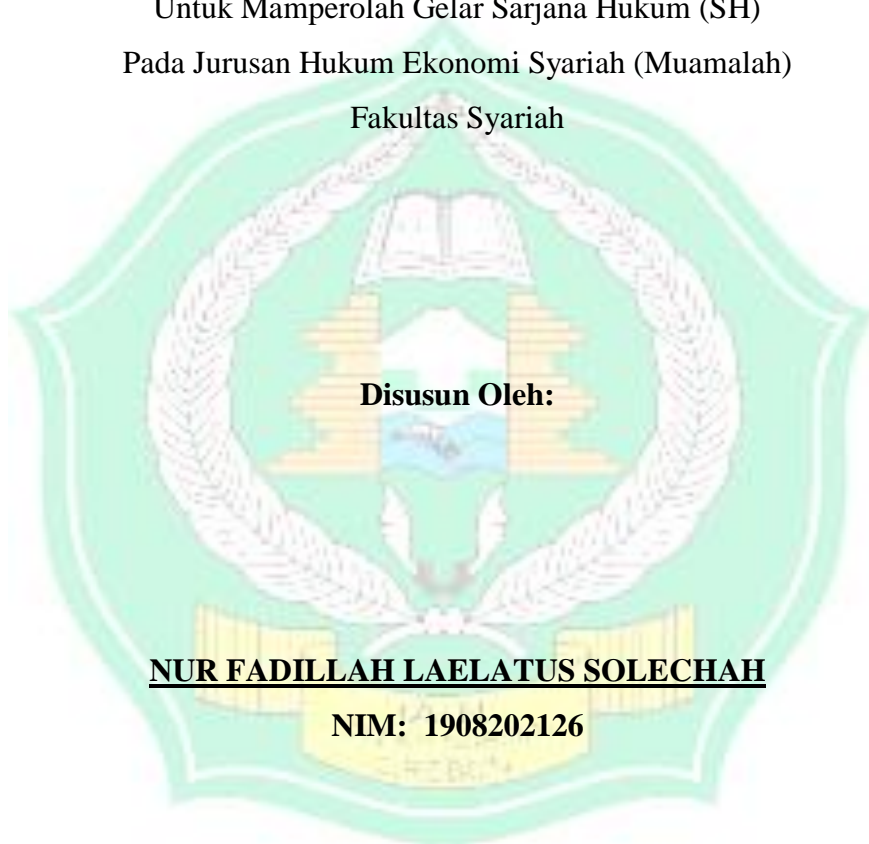 Untuk Mamperolah Gelar Sarjana Hukum (SH)
Pada Jurusan Hukum Ekonomi Syariah (Muamalah)
Fakultas Syariah
Disusun Oleh:
NUR FADILLAH LAELATUS SOLECHAH
NIM: 1908202126